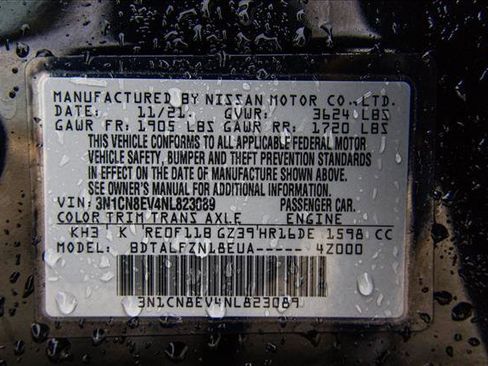 MANUFACTURED BY NISSAN MOTOR CO., LTD.
DATE: 11/21. GVWR: 3624 LBS
GAWR FR: 1905 LBS GAWR RR: 1720 LBS
THIS VEHICLE CONFORMS TO ALL APPLICABLE FEDERAL MOTOR
VEHICLE SAFETY, BUMPER AND THEFT PREVENTION STANDARDS
IN EFFECT ON THE DATE OF MANUFACTURE SHOWN ABOVE.
SEE OWNER'S MANUAL FOR ADDITIONAL INFORMATION.
VIN: 3N1CN8EV4NL823089 PASSENGER CAR.
COLOR TRIM TRANS AXLE ENGINE
KH3 K RE0F11B GZ39 HR16DE 1598 CC
MODEL: BDTALFZN18EUA----- 4Z000
3N1CN8EV4NL823089